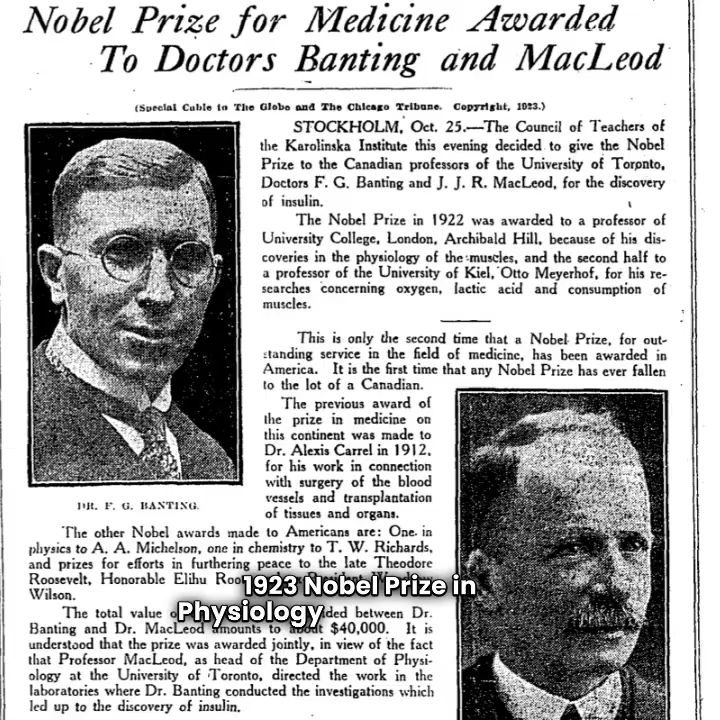 Nobel Prize for Medicine Awarded
To Doctors Banting and MacLeod
(Special Cable to The Globe and The Chicago Tribune. Copyright, 1923.)
STOCKHOLM, Oct. 25.—The Council of Teachers of
the Karolinska Institute this evening decided to give the Nobel
Prize to the Canadian professors of the University of Toronto,
Doctors F. G. Banting and J. J. R. MacLeod, for the discovery
of insulin.
The Nobel Prize in 1922 was awarded to a professor of
University College, London, Archibald Hill, because of his dis-
coveries in the physiology of the muscles, and the second half to
a professor of the University of Kiel, Otto Meyerhof, for his re-
searches concerning oxygen, lactic acid and consumption of
muscles.
This is only the second time that a Nobel Prize, for out-
standing service in the field of medicine, has been awarded in
America. It is the first time that any Nobel Prize has ever fallen
to the lot of a Canadian.
The previous award of
the prize in medicine on
this continent was made to
Dr. Alexis Carrel in 1912,
for his work in connection
with surgery of the blood
vessels and transplantation
of tissues and organs.
DR. F. G. BANTING.
The other Nobel awards made to Americans are: One in
physics to A. A. Michelson, one in chemistry to T. W. Richards,
and prizes for efforts in furthering peace to the late Theodore
Roosevelt, Honorable Elihu
Wilson.
The total value ded between Dr.
Banting and Dr. MacLeod amounts to about $40,000. It is
understood that the prize was awarded jointly, in view of the fact
that Professor MacLeod, as head of the Department of Physi-
ology at the University of Toronto, directed the work in the
laboratories where Dr. Banting conducted the investigations which
led up to the discovery of insulin.
1923 Nobel Prize in
Physiology